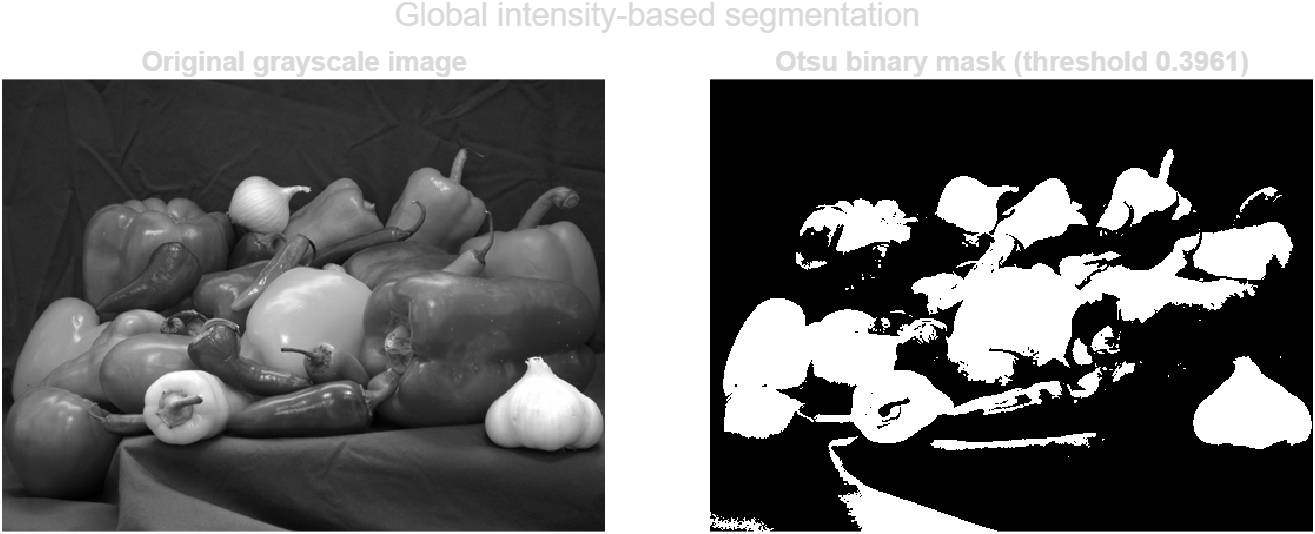 Global intensity-based segmentation
Original grayscale image
Otsu binary mask (threshold 0.3961)